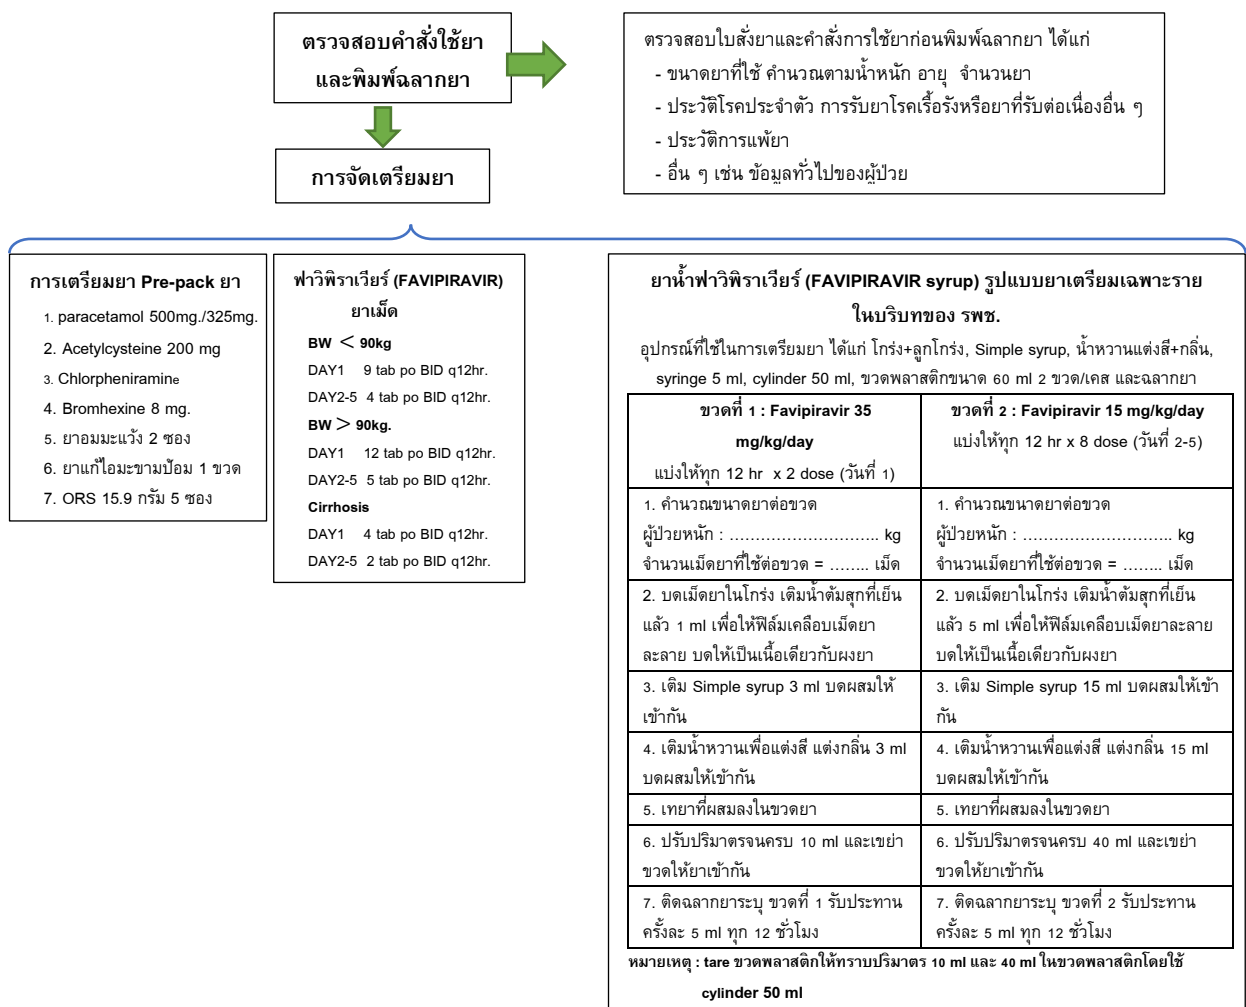 ตรวจสอบคำสั่งใช้ยา
และพิมพ์ฉลากยา
ตรวจสอบใบสั่งยาและคำสั่งการใช้ยาก่อนพิมพ์ฉลากยา ได้แก่
- ขนาดยาที่ใช้ คำนวณตามน้ำหนัก อายุ จำนวนยา
- ประวัติโรคประจำตัว การรับยาโรคเรื้อรังหรือยาที่รับต่อเนื่องอื่น ๆ
- ประวัติการแพ้ยา
- อื่น ๆ เช่น ข้อมูลทั่วไปของผู้ป่วย
การจัดเตรียมยา
การเตรียมยา Pre-pack ยา
1. paracetamol 500mg./325mg.
2. Acetylcysteine 200 mg
3. Chlorpheniramine
4. Bromhexine 8 mg.
5. ยาอมมะแว้ง 2 ซอง
6. ยาแก้ไอมะขามป้อม 1 ขวด
7. ORS 15.9 กรัม 5 ซอง
ฟาวิพิราเวียร์ (FAVIPIRAVIR)
ยาเม็ด
BW < 90kg
DAY1 9 tab po BID q12hr.
DAY2-5 4 tab po BID q12hr.
BW > 90kg.
DAY1 12 tab po BID q12hr.
DAY2-5 5 tab po BID q12hr.
Cirrhosis
DAY1 4 tab po BID q12hr.
DAY2-5 2 tab po BID q12hr.
ยาน้ำฟาวิพิราเวียร์ (FAVIPIRAVIR syrup) รูปแบบยาเตรียมเฉพาะราย
ในบริบทของ รพช.
อุปกรณ์ที่ใช้ในการเตรียมยา ได้แก่ โกร่ง+ลูกโกร่ง, Simple syrup, น้ำหวานแต่งสี+กลิ่น,
syringe 5 ml, cylinder 50 ml, ขวดพลาสติกขนาด 60 ml 2 ขวด/เคส และฉลากยา
ขวดที่ 1 : Favipiravir 35
mg/kg/day
แบ่งให้ทุก 12 hr x 2 dose (วันที่ 1)
ขวดที่ 2 : Favipiravir 15 mg/kg/day
แบ่งให้ทุก 12 hr x 8 dose (วันที่ 2-5)
1. คำนวณขนาดยาต่อขวด
ผู้ป่วยหนัก : ……………………….. kg
จำนวนเม็ดยาที่ใช้ต่อขวด = …….. เม็ด
1. คำนวณขนาดยาต่อขวด
ผู้ป่วยหนัก : ……………………….. kg
จำนวนเม็ดยาที่ใช้ต่อขวด = …….. เม็ด
2. บดเม็ดยาในโกร่ง เติมน้ำต้มสุกที่เย็น
แล้ว 1 ml เพื่อให้ฟิล์มเคลือบเม็ดยา
ละลาย บดให้เป็นเนื้อเดียวกับผงยา
2. บดเม็ดยาในโกร่ง เติมน้ำต้มสุกที่เย็น
แล้ว 5 ml เพื่อให้ฟิล์มเคลือบเม็ดยาละลาย
บดให้เป็นเนื้อเดียวกับผงยา
3. เติม Simple syrup 3 ml บดผสมให้
เข้ากัน
3. เติม Simple syrup 15 ml บดผสมให้เข้า
กัน
4. เติมน้ำหวานเพื่อแต่งสี แต่งกลิ่น 3 ml
บดผสมให้เข้ากัน
4. เติมน้ำหวานเพื่อแต่งสี แต่งกลิ่น 15 ml
บดผสมให้เข้ากัน
5. เทยาที่ผสมลงในขวดยา
5. เทยาที่ผสมลงในขวดยา
6. ปรับปริมาตรจนครบ 10 ml และเขย่า
ขวดให้ยาเข้ากัน
6. ปรับปริมาตรจนครบ 40 ml และเขย่า
ขวดให้ยาเข้ากัน
7. ติดฉลากยาระบุ ขวดที่ 1 รับประทาน
ครั้งละ 5 ml ทุก 12 ชั่วโมง
7. ติดฉลากยาระบุ ขวดที่ 2 รับประทาน
ครั้งละ 5 ml ทุก 12 ชั่วโมง
หมายเหตุ : tare ขวดพลาสติกให้ทราบปริมาตร 10 ml และ 40 ml ในขวดพลาสติกโดยใช้
cylinder 50 ml